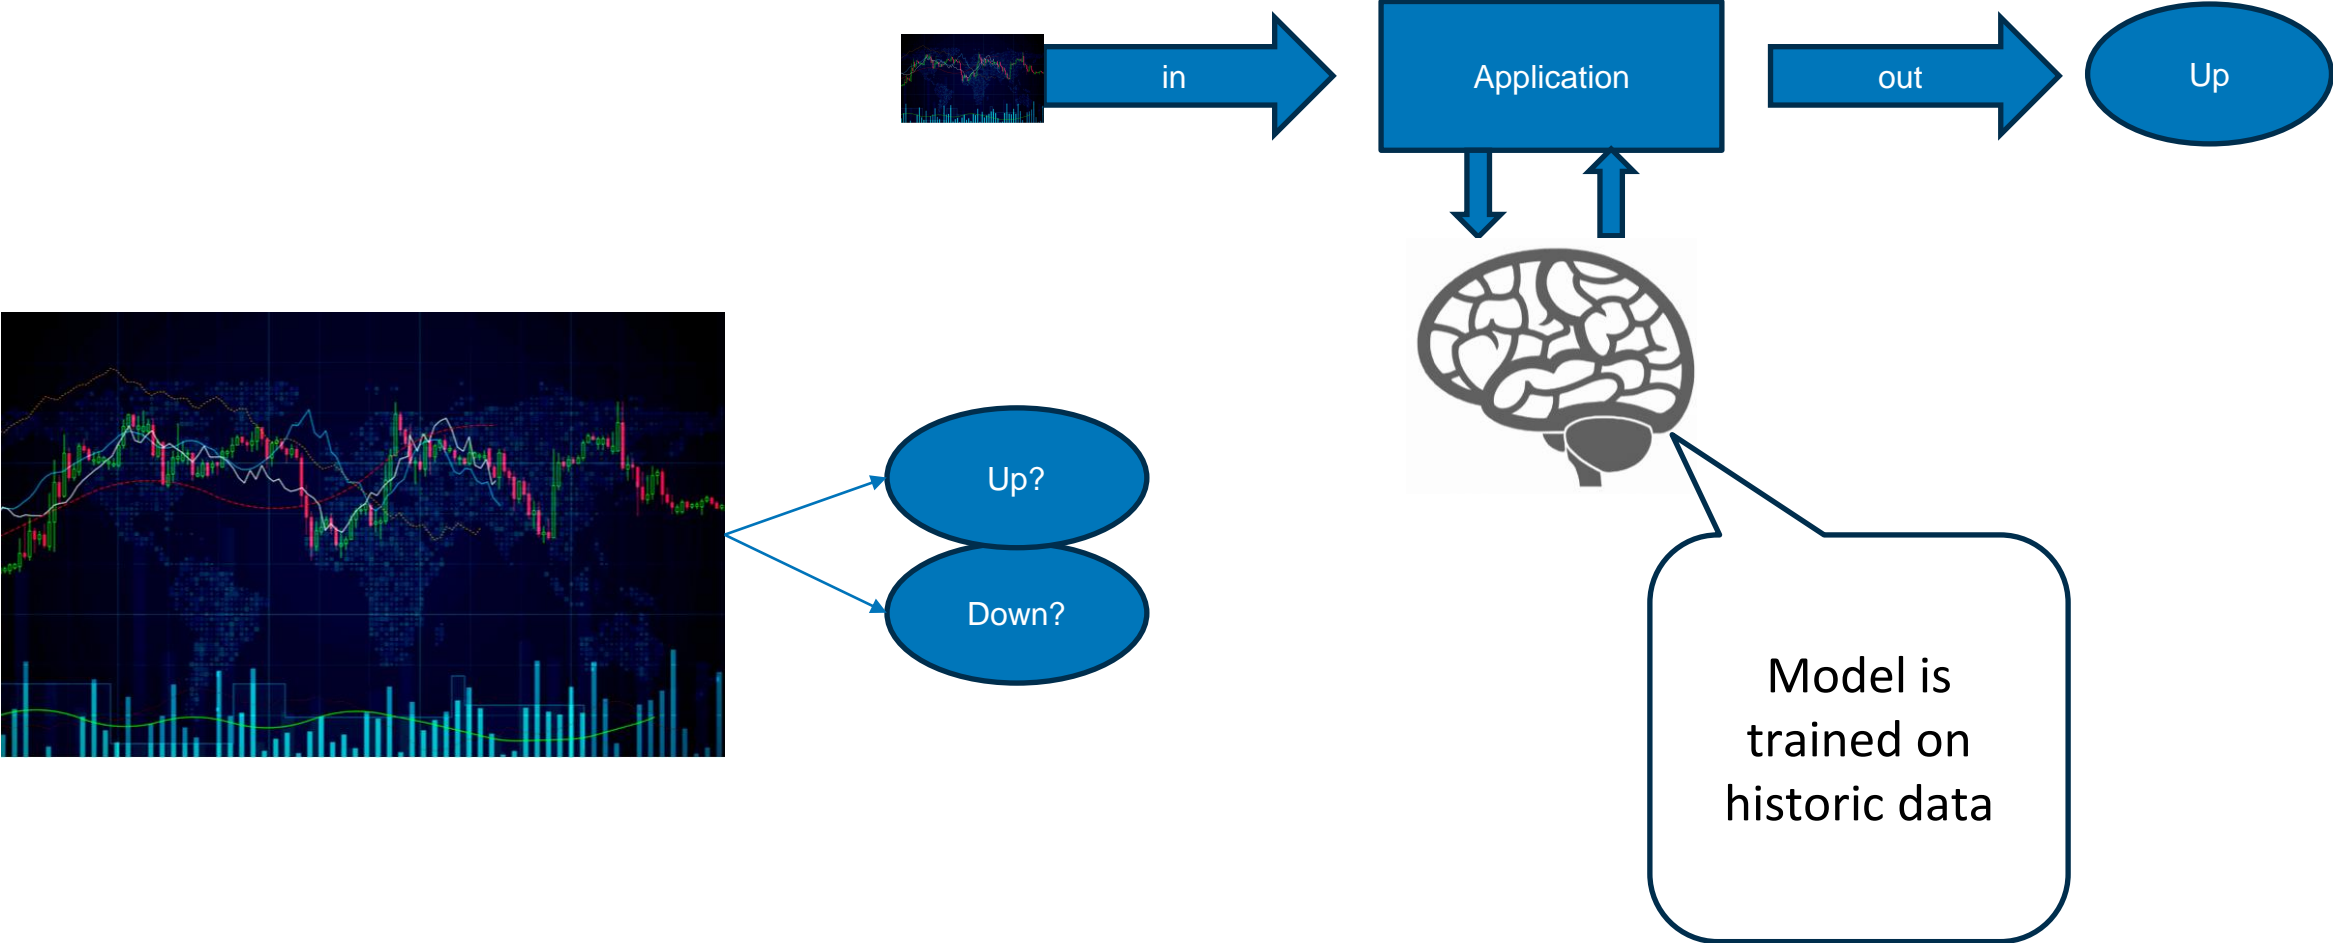 in
Application
out
Up
Up?
Down?
Model is
trained on
historic data